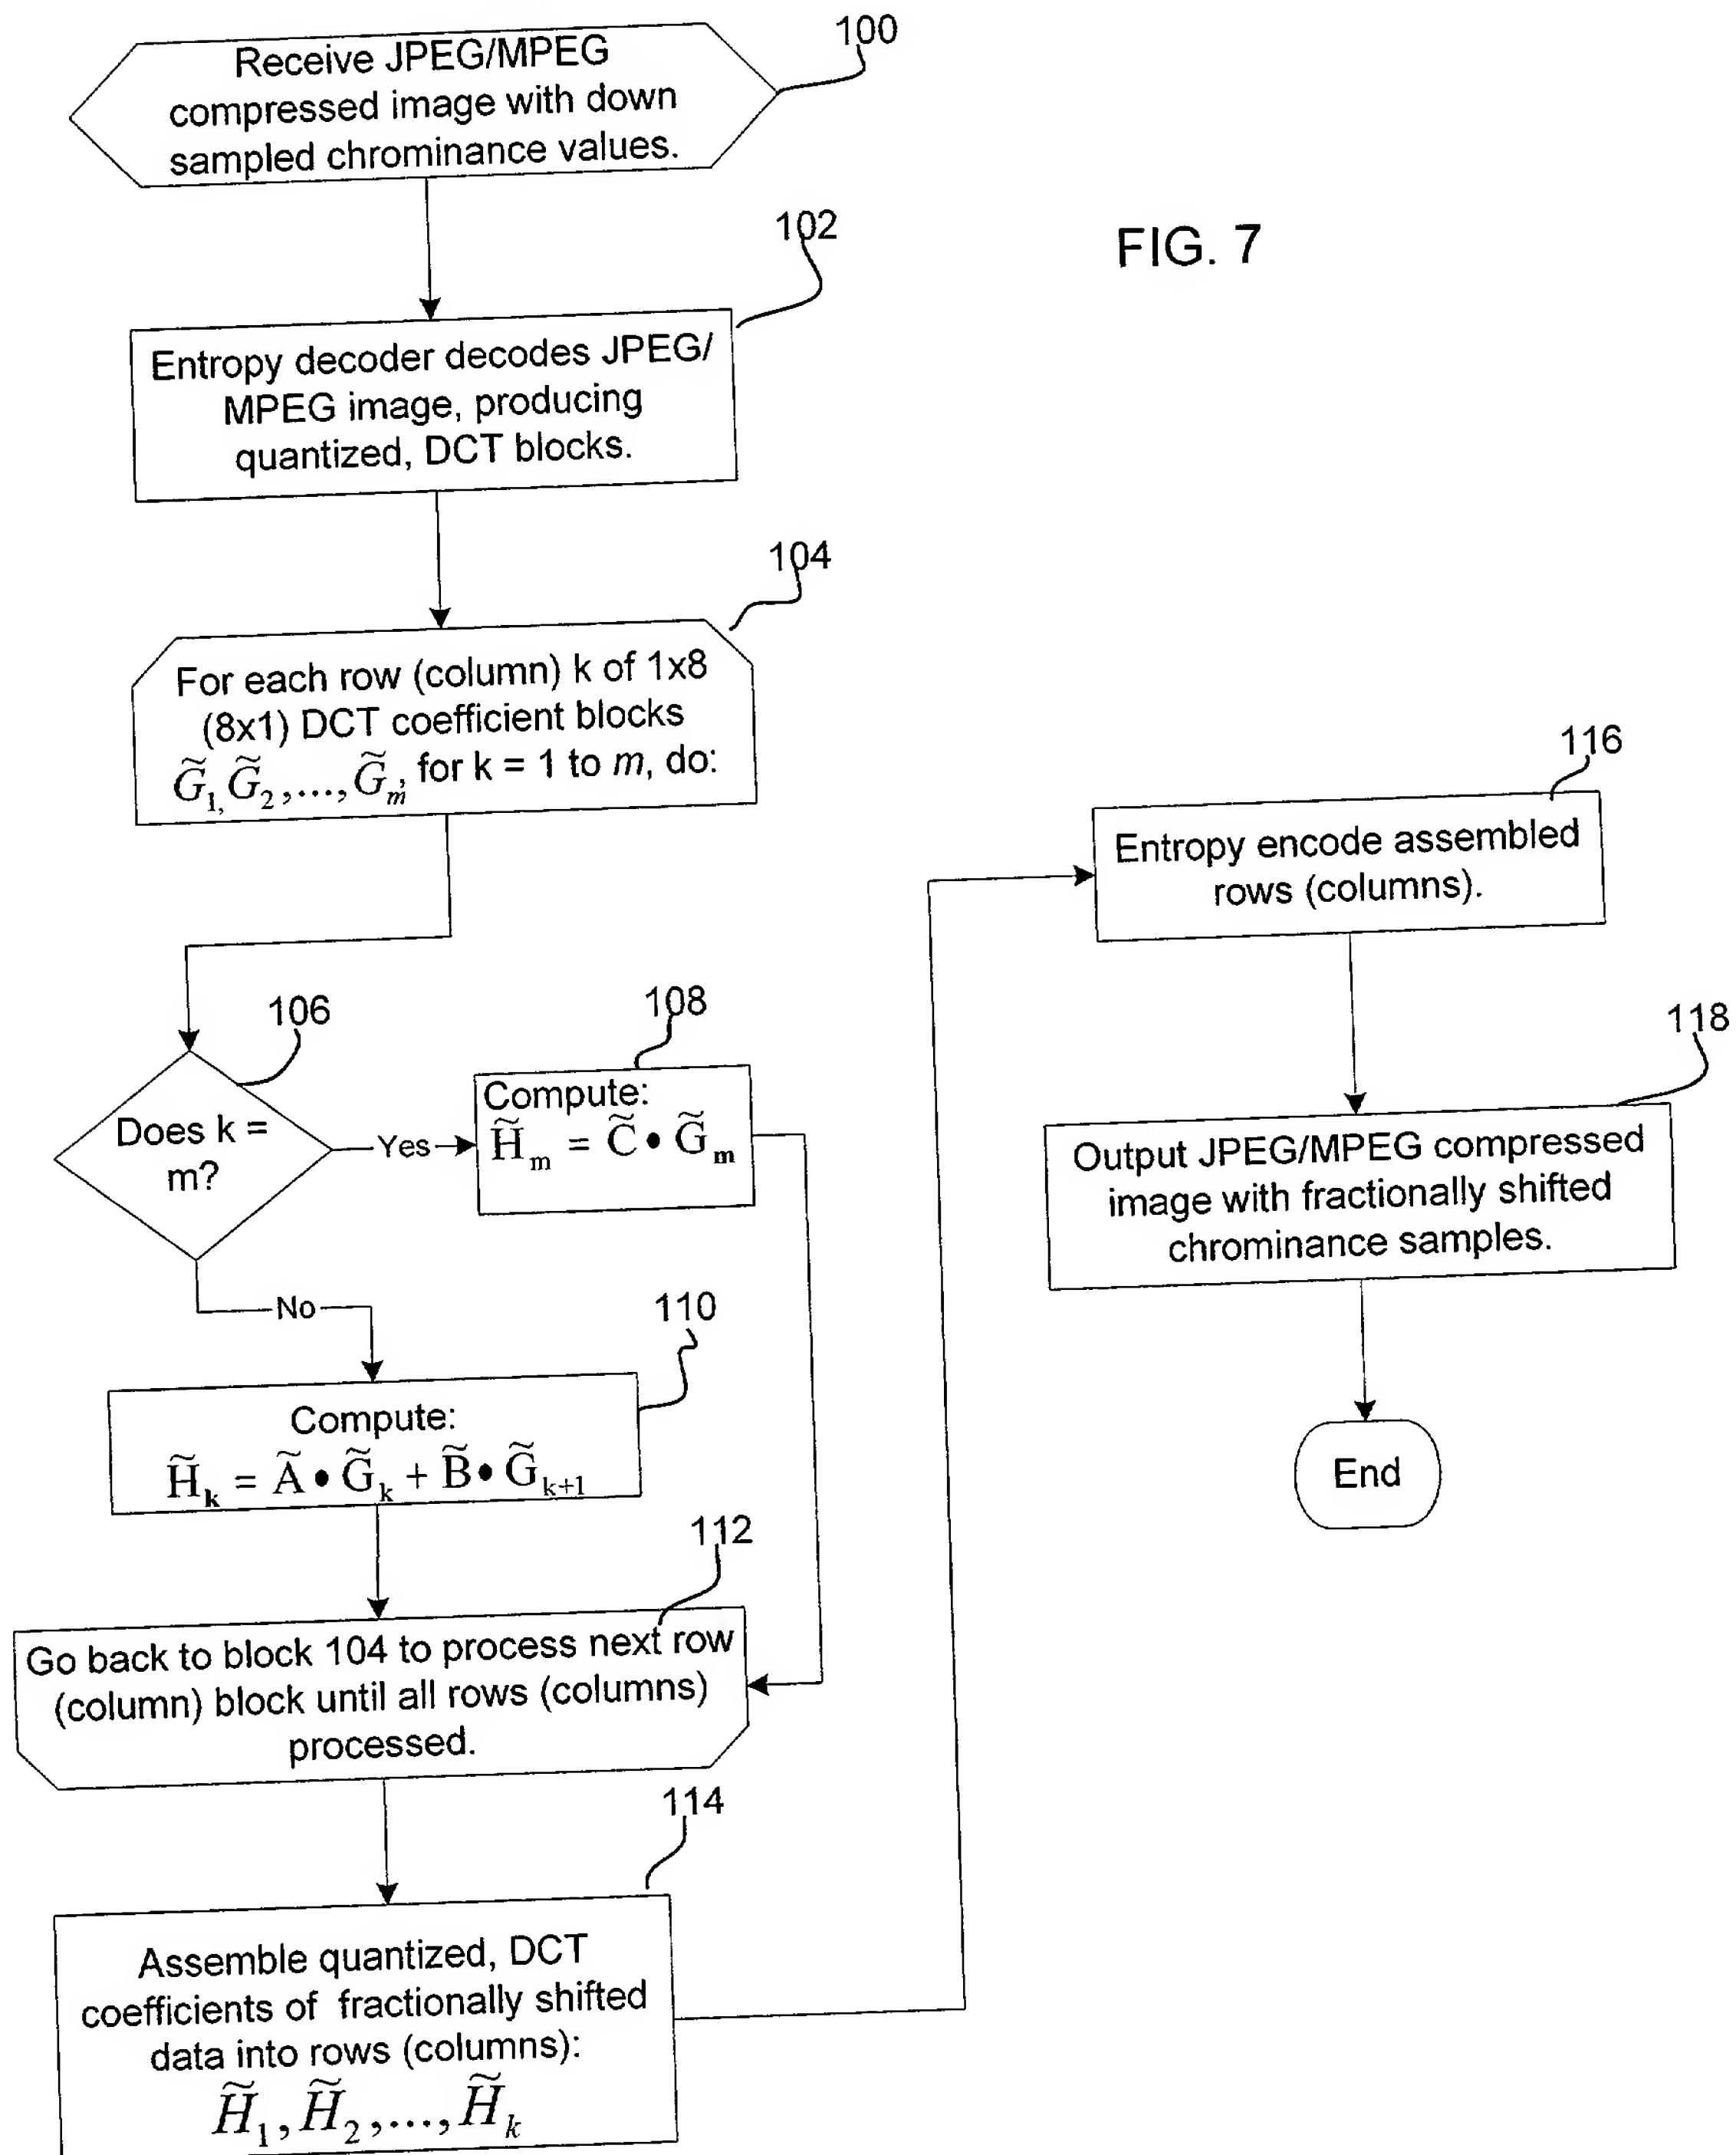 100
Receive JPEG/MPEG
compressed image with down
sampled chrominance values.
102
FIG. 7
Entropy decoder decodes JPEG/
MPEG image, producing
quantized, DCT blocks.
104
For each row (column) k of 1x8
(8x1) DCT coefficient blocks
G̃₁, G̃₂,..., G̃ₘ, for k = 1 to m, do:
106
Does k =
m?
Yes
108
Compute:
H̃ₘ = C̃ • G̃ₘ
No
110
Compute:
H̃ₖ = Ã • G̃ₖ + B̃ • G̃ₖ₊₁
112
Go back to block 104 to process next row
(column) block until all rows (columns)
processed.
114
Assemble quantized, DCT
coefficients of fractionally shifted
data into rows (columns):
H̃₁, H̃₂,..., H̃ₖ
116
Entropy encode assembled
rows (columns).
118
Output JPEG/MPEG compressed
image with fractionally shifted
chrominance samples.
End